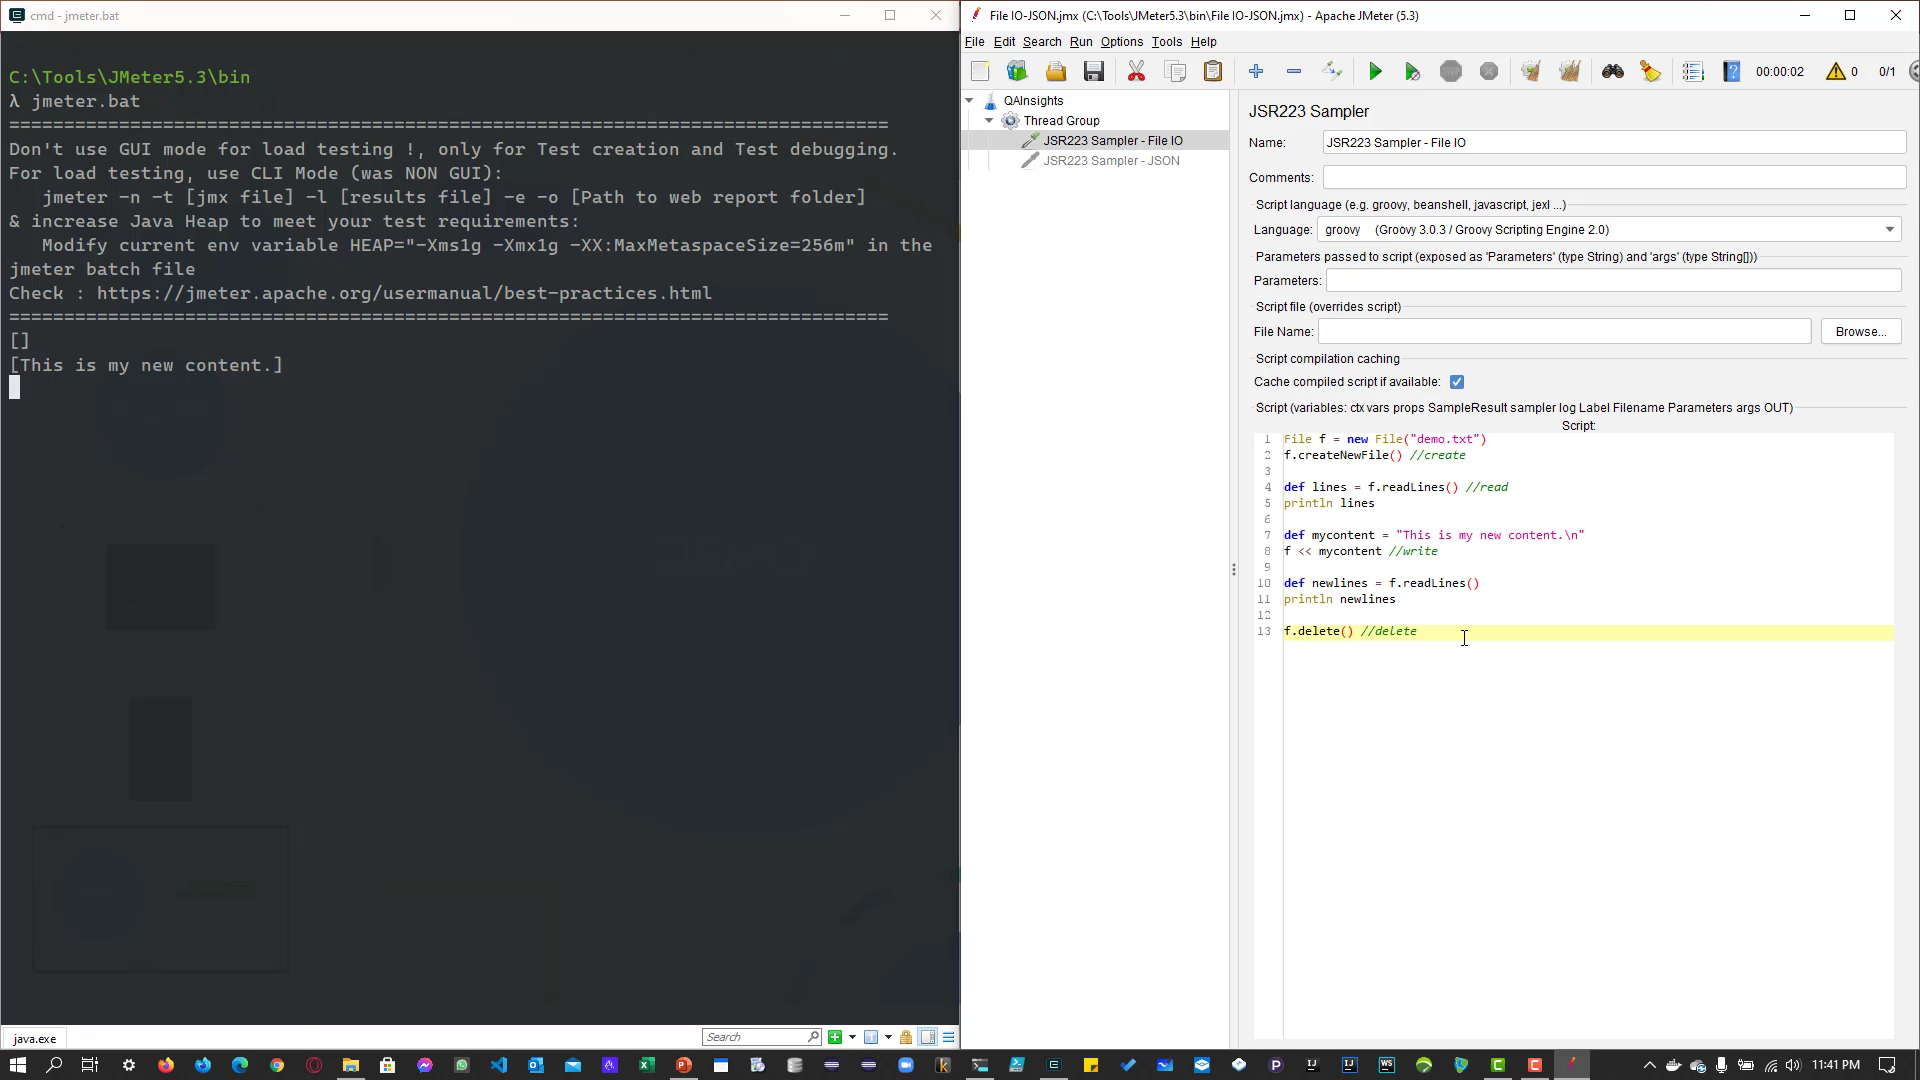 cmd - jmeter.bat
C:\Tools\JMeter5.3\bin
λ jmeter.bat
================================================================================
Don't use GUI mode for load testing !, only for Test creation and Test debugging.
For load testing, use CLI Mode (was NON GUI):
jmeter -n -t [jmx file] -l [results file] -e -o [Path to web report folder]
& increase Java Heap to meet your test requirements:
Modify current env variable HEAP="-Xms1g -Xmx1g -XX:MaxMetaspaceSize=256m" in the
jmeter batch file
Check : https://jmeter.apache.org/usermanual/best-practices.html
================================================================================
[]
[This is my new content.]
java.exe
Search
File IO-JSON.jmx (C:\Tools\JMeter5.3\bin\File IO-JSON.jmx) - Apache JMeter (5.3)
File Edit Search Run Options Tools Help
00:00:02 0 0/1
QAInsights
Thread Group
JSR223 Sampler - File IO
JSR223 Sampler - JSON
JSR223 Sampler
Name: JSR223 Sampler - File IO
Comments:
Script language (e.g. groovy, beanshell, javascript, jexl ...)
Language: groovy (Groovy 3.0.3 / Groovy Scripting Engine 2.0)
Parameters passed to script (exposed as 'Parameters' (type String) and 'args' (type String[]))
Parameters:
Script file (overrides script)
File Name: Browse...
Script compilation caching
Cache compiled script if available:
Script (variables: ctx vars props SampleResult sampler log Label Filename Parameters args OUT)
Script:
1 File f = new File("demo.txt")
2 f.createNewFile() //create
3
4 def lines = f.readLines() //read
5 println lines
6
7 def mycontent = "This is my new content.\n"
8 f << mycontent //write
9
10 def newlines = f.readLines()
11 println newlines
12
13 f.delete() //delete
11:41 PM